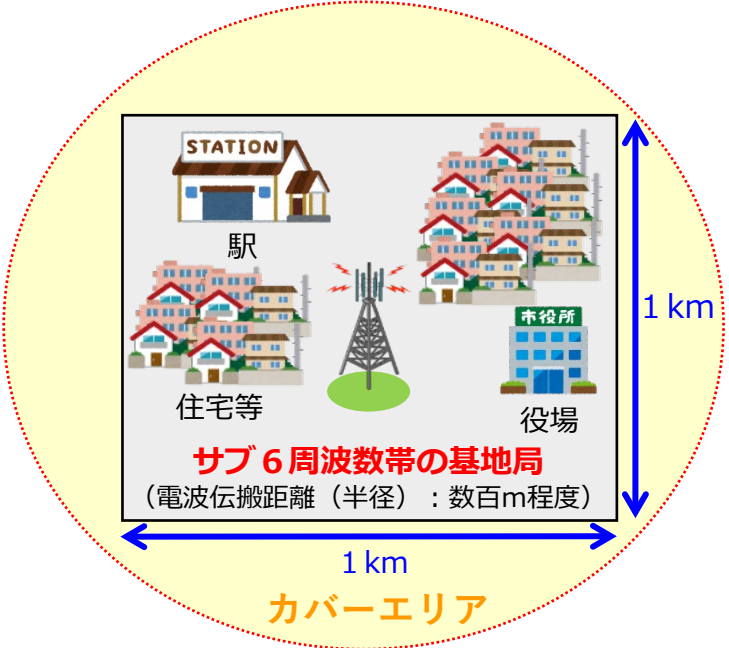 STATION
駅
1 km
市役所
住宅等
役場
サブ6周波数帯の基地局
（電波伝搬距離（半径）：数百m程度）
1 km
カバーエリア